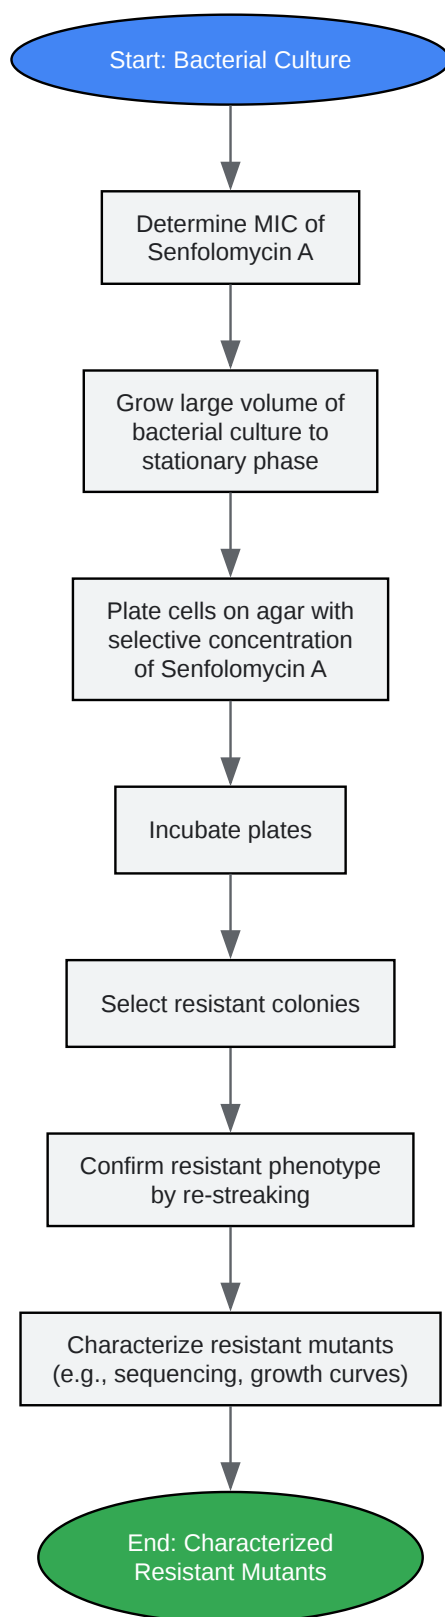 Start: Bacterial Culture
Determine MIC of
Senfolomycin A
Grow large volume of
bacterial culture to
stationary phase
Plate cells on agar with
selective concentration
of Senfolomycin A
Incubate plates
Select resistant colonies
Confirm resistant phenotype
by re-streaking
Characterize resistant mutants
(e.g., sequencing, growth curves)
End: Characterized
Resistant Mutants